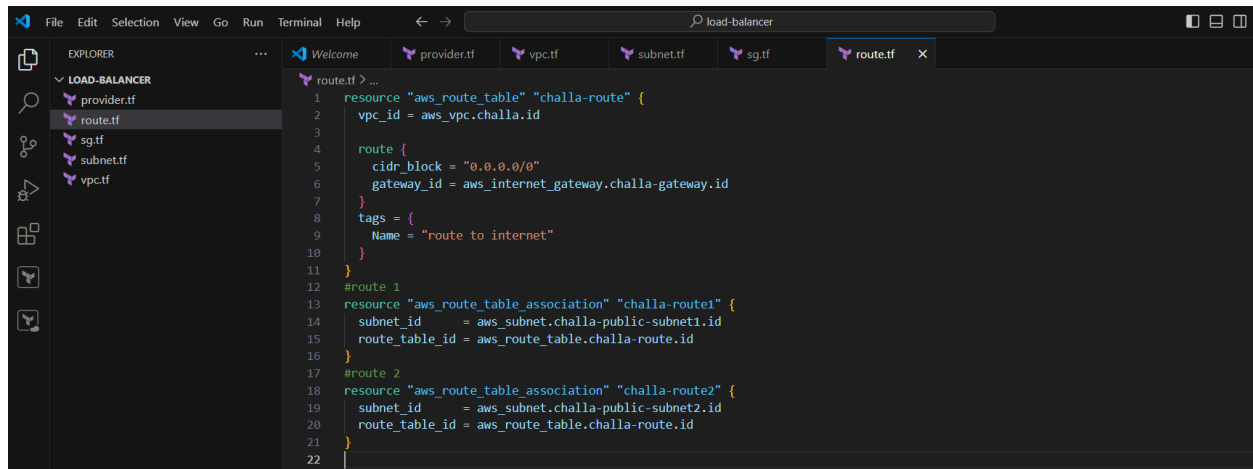 File Edit Selection View Go Run Terminal Help
load-balancer
EXPLORER
Welcome
provider.tf
vpc.tf
subnet.tf
sg.tf
route.tf
LOAD-BALANCER
provider.tf
route.tf
sg.tf
subnet.tf
vpc.tf
route.tf > ...
1 resource "aws_route_table" "challa-route" {
2 vpc_id = aws_vpc.challa.id
3
4 route {
5 cidr_block = "0.0.0.0/0"
6 gateway_id = aws_internet_gateway.challa-gateway.id
7 }
8 tags = {
9 Name = "route to internet"
10 }
11 }
12 #route 1
13 resource "aws_route_table_association" "challa-route1" {
14 subnet_id      = aws_subnet.challa-public-subnet1.id
15 route_table_id = aws_route_table.challa-route.id
16 }
17 #route 2
18 resource "aws_route_table_association" "challa-route2" {
19 subnet_id      = aws_subnet.challa-public-subnet2.id
20 route_table_id = aws_route_table.challa-route.id
21 }
22